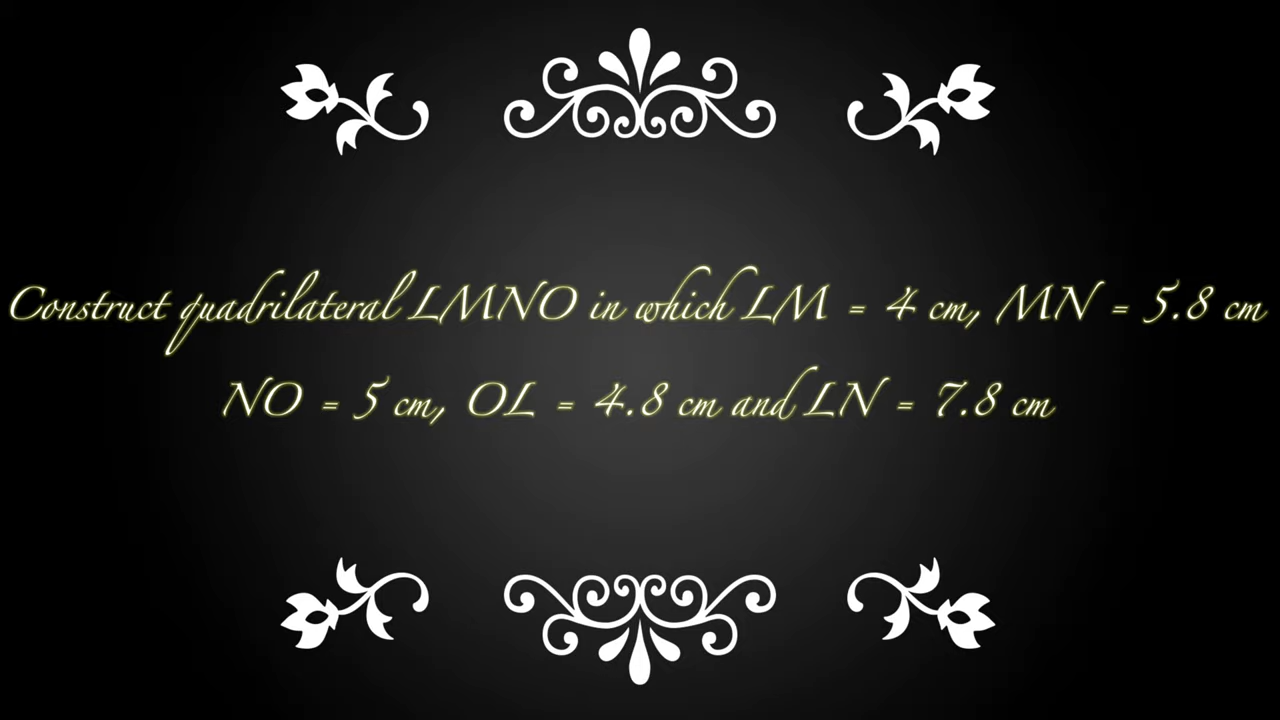 Construct quadrilateral LMNO in which LM = 4 cm, MN = 5.8 cm
NO = 5 cm, OL = 4.8 cm and LN = 7.8 cm